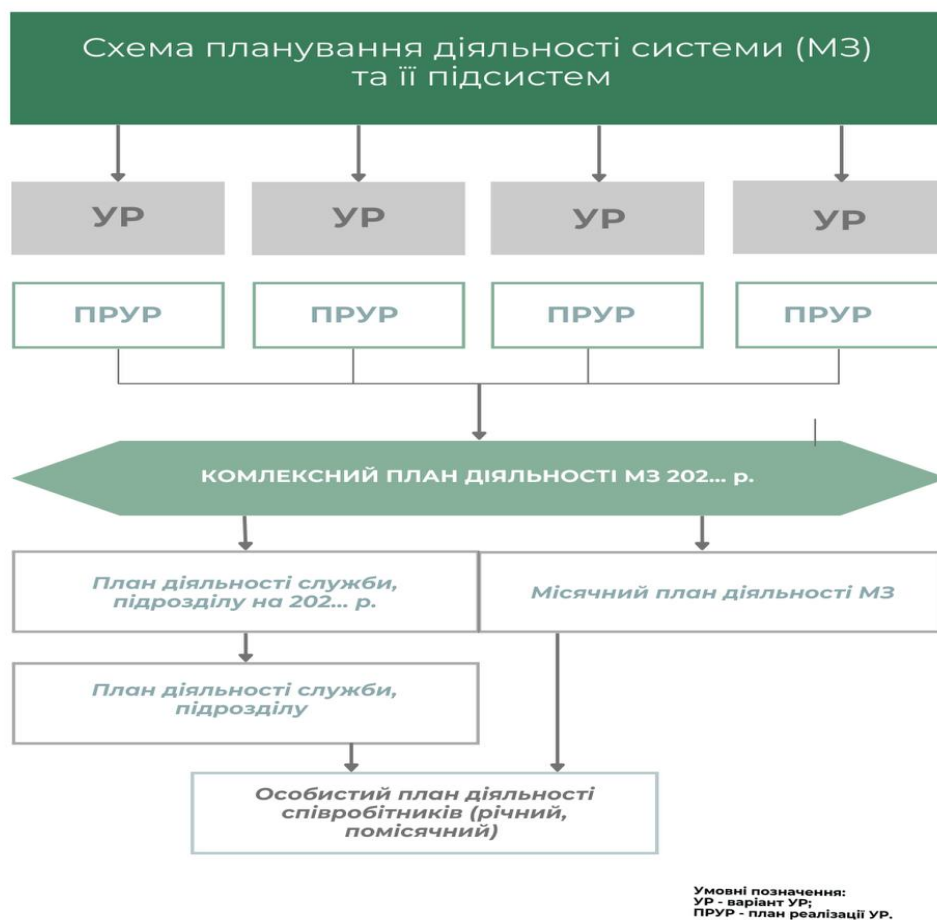 Схема планування діяльності системи (МЗ)
та її підсистем
УР
УР
УР
УР
ПРУР
ПРУР
ПРУР
ПРУР
КОМЛЕКСНИЙ ПЛАН ДІЯЛЬНОСТІ МЗ 202... р.
План діяльності служби,
підрозділу на 202... р.
Місячний план діяльності МЗ
План діяльності служби,
підрозділу
Особистий план діяльності
співробітників (річний,
помісячний)
Умовні позначення:
УР - варіант УР;
ПРУР - план реалізації УР.